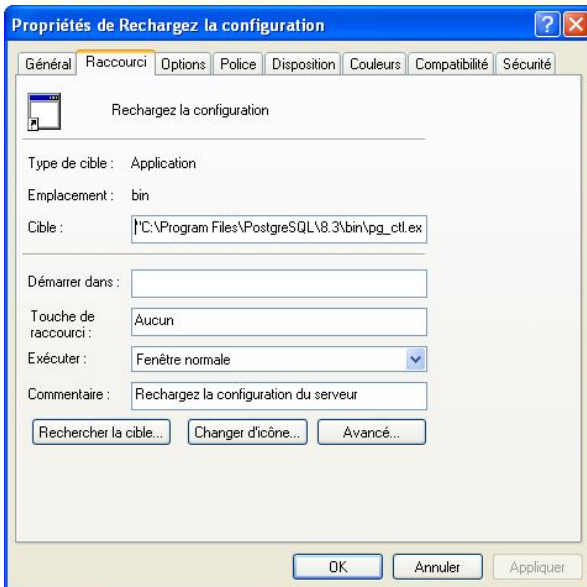 Propriétés de Rechargez la configuration
Général Raccourci Options Police Disposition Couleurs Compatibilité Sécurité
Rechargez la configuration
Type de cible : Application
Emplacement : bin
Cible : "C:\Program Files\PostgreSQL\8.3\bin\pg_ctl.ex
Démarrer dans :
Touche de raccourci : Aucun
Exécuter : Fenêtre normale
Commentaire : Rechargez la configuration du serveur
Rechercher la cible... Changer d'icône... Avancé...
OK Annuler Appliquer